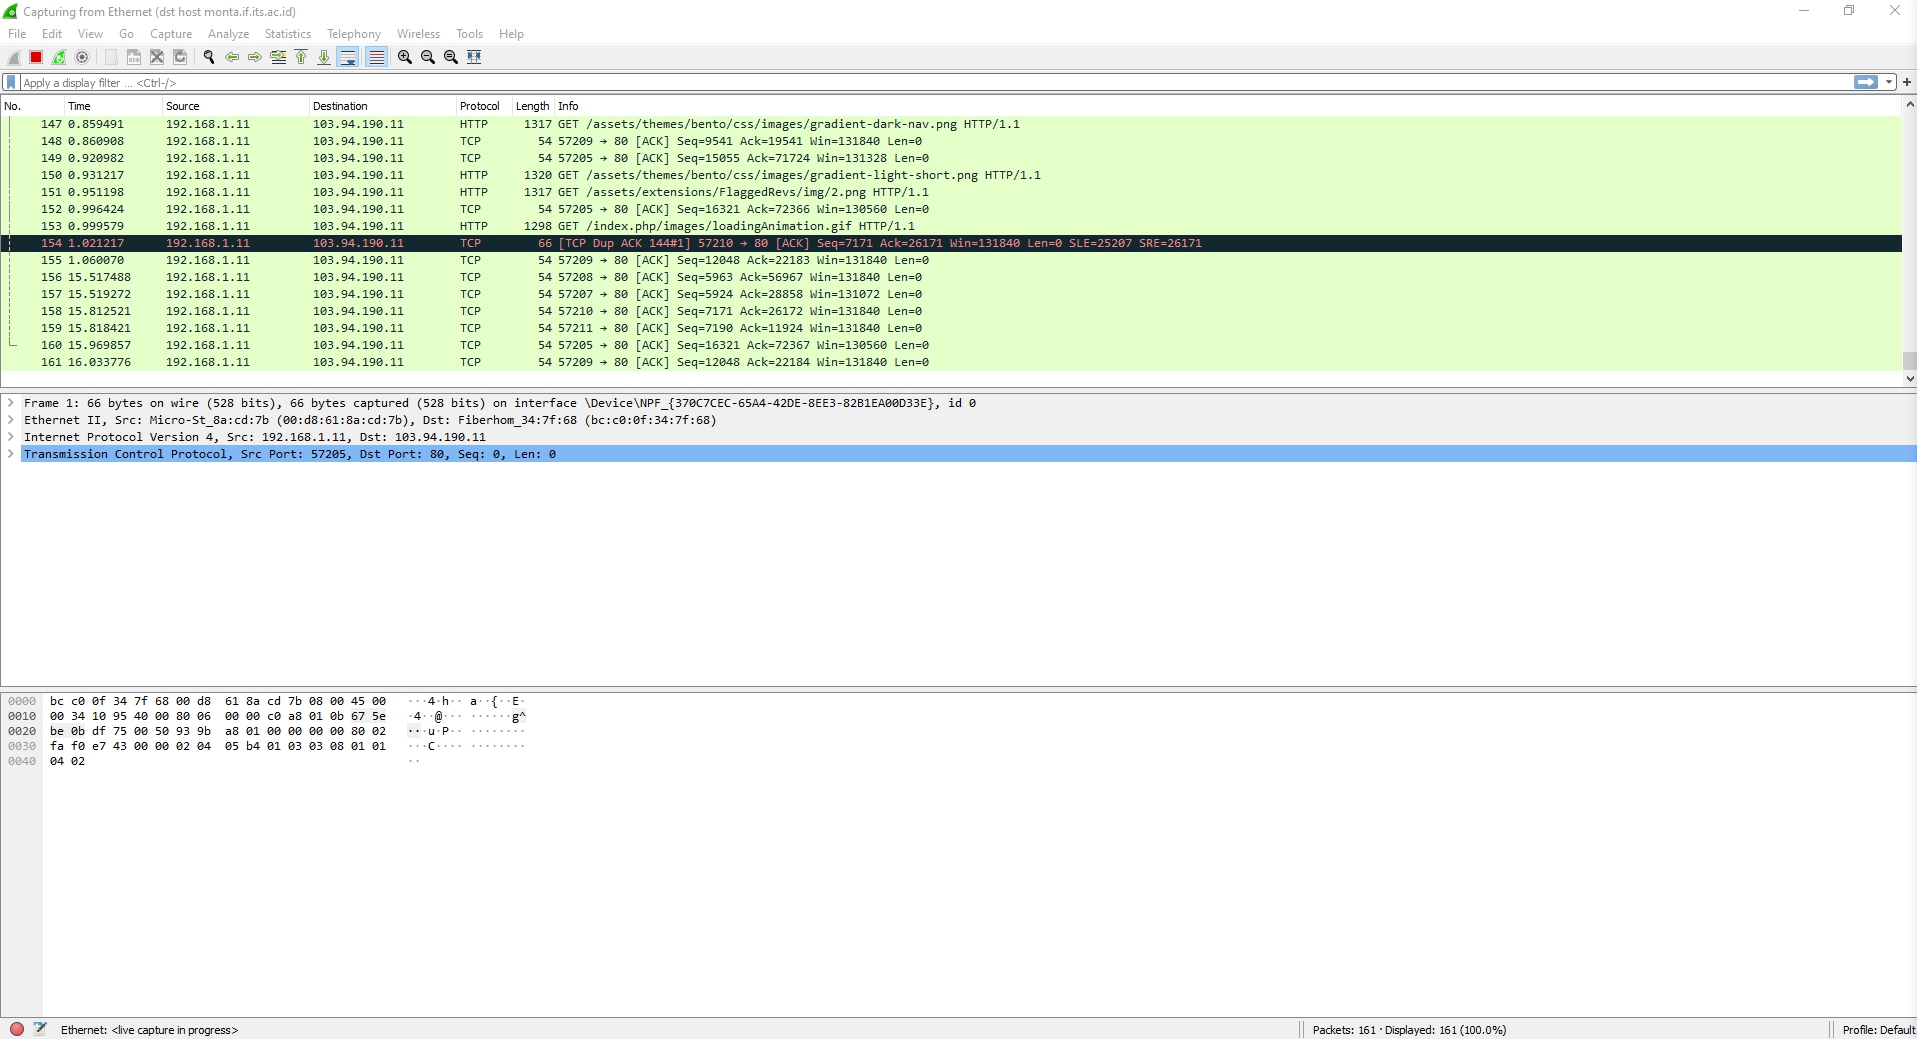 Capturing from Ethernet (dst host monta.if.its.ac.id)
File Edit View Go Capture Analyze Statistics Telephony Wireless Tools Help
Apply a display filter ... <Ctrl-/>
No. Time Source Destination Protocol Length Info
147 0.859491 192.168.1.11 103.94.190.11 HTTP 1317 GET /assets/themes/bento/css/images/gradient-dark-nav.png HTTP/1.1
148 0.860908 192.168.1.11 103.94.190.11 TCP 54 57209 → 80 [ACK] Seq=9541 Ack=19541 Win=131840 Len=0
149 0.920982 192.168.1.11 103.94.190.11 TCP 54 57205 → 80 [ACK] Seq=15055 Ack=71724 Win=131328 Len=0
150 0.931217 192.168.1.11 103.94.190.11 HTTP 1320 GET /assets/themes/bento/css/images/gradient-light-short.png HTTP/1.1
151 0.951198 192.168.1.11 103.94.190.11 HTTP 1317 GET /assets/extensions/FlaggedRevs/img/2.png HTTP/1.1
152 0.996424 192.168.1.11 103.94.190.11 TCP 54 57205 → 80 [ACK] Seq=16321 Ack=72366 Win=130560 Len=0
153 0.999579 192.168.1.11 103.94.190.11 HTTP 1298 GET /index.php/images/loadingAnimation.gif HTTP/1.1
154 1.021217 192.168.1.11 103.94.190.11 TCP 66 [TCP Dup ACK 144#1] 57210 → 80 [ACK] Seq=7171 Ack=26171 Win=131840 Len=0 SLE=25207 SRE=26171
155 1.060070 192.168.1.11 103.94.190.11 TCP 54 57209 → 80 [ACK] Seq=12048 Ack=22183 Win=131840 Len=0
156 15.517488 192.168.1.11 103.94.190.11 TCP 54 57208 → 80 [ACK] Seq=5963 Ack=56967 Win=131840 Len=0
157 15.519272 192.168.1.11 103.94.190.11 TCP 54 57207 → 80 [ACK] Seq=5924 Ack=28858 Win=131072 Len=0
158 15.812521 192.168.1.11 103.94.190.11 TCP 54 57210 → 80 [ACK] Seq=7171 Ack=26172 Win=131840 Len=0
159 15.818421 192.168.1.11 103.94.190.11 TCP 54 57211 → 80 [ACK] Seq=7190 Ack=11924 Win=131840 Len=0
160 15.969857 192.168.1.11 103.94.190.11 TCP 54 57205 → 80 [ACK] Seq=16321 Ack=72367 Win=130560 Len=0
161 16.033776 192.168.1.11 103.94.190.11 TCP 54 57209 → 80 [ACK] Seq=12048 Ack=22184 Win=131840 Len=0
Frame 1: 66 bytes on wire (528 bits), 66 bytes captured (528 bits) on interface \Device\NPF_{370C7CEC-65A4-42DE-8EE3-82B1EA00D33E}, id 0
Ethernet II, Src: Micro-St_8a:cd:7b (00:d8:61:8a:cd:7b), Dst: Fiberhom_34:7f:68 (bc:c0:0f:34:7f:68)
Internet Protocol Version 4, Src: 192.168.1.11, Dst: 103.94.190.11
Transmission Control Protocol, Src Port: 57205, Dst Port: 80, Seq: 0, Len: 0
0000 bc c0 0f 34 7f 68 00 d8 61 8a cd 7b 08 00 45 00 ···4·h·· a··{··E·
0010 00 34 10 95 40 00 80 06 00 00 c0 a8 01 0b 67 5e ·4··@··· ······g^
0020 be 0b df 75 00 50 93 9b a8 01 00 00 00 00 80 02 ···u·P·· ········
0030 fa f0 e7 43 00 00 02 04 05 b4 01 03 03 08 01 01 ···C···· ········
0040 04 02 ··
Ethernet: <live capture in progress>
Packets: 161 · Displayed: 161 (100.0%)
Profile: Default